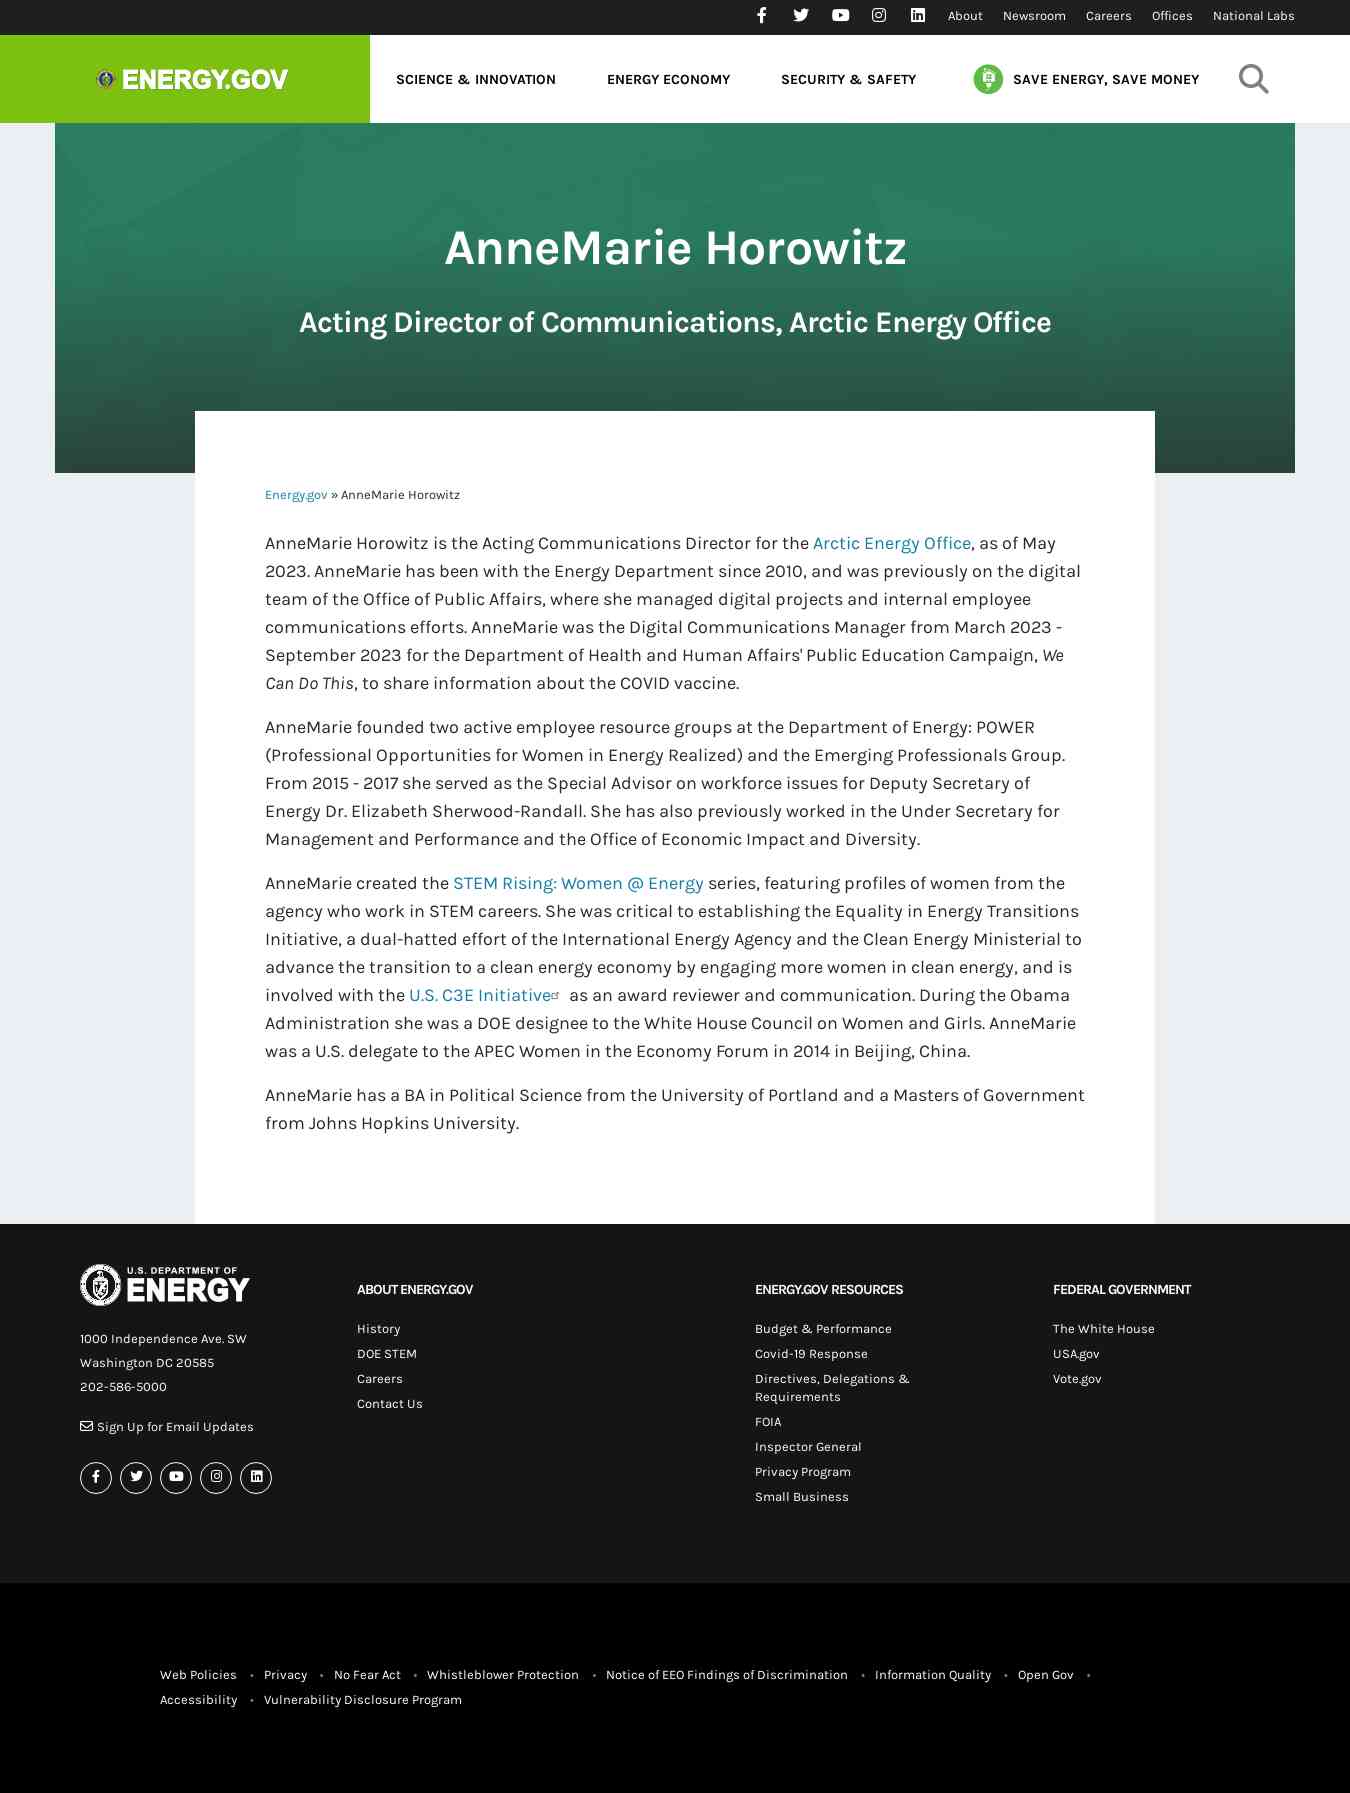 About Newsroom Careers Offices National Labs
ENERGY.GOV
SCIENCE & INNOVATION ENERGY ECONOMY SECURITY & SAFETY SAVE ENERGY, SAVE MONEY
AnneMarie Horowitz
Acting Director of Communications, Arctic Energy Office
Energy.gov » AnneMarie Horowitz
AnneMarie Horowitz is the Acting Communications Director for the Arctic Energy Office, as of May
2023. AnneMarie has been with the Energy Department since 2010, and was previously on the digital
team of the Office of Public Affairs, where she managed digital projects and internal employee
communications efforts. AnneMarie was the Digital Communications Manager from March 2023 -
September 2023 for the Department of Health and Human Affairs' Public Education Campaign, We
Can Do This, to share information about the COVID vaccine.
AnneMarie founded two active employee resource groups at the Department of Energy: POWER
(Professional Opportunities for Women in Energy Realized) and the Emerging Professionals Group.
From 2015 - 2017 she served as the Special Advisor on workforce issues for Deputy Secretary of
Energy Dr. Elizabeth Sherwood-Randall. She has also previously worked in the Under Secretary for
Management and Performance and the Office of Economic Impact and Diversity.
AnneMarie created the STEM Rising: Women @ Energy series, featuring profiles of women from the
agency who work in STEM careers. She was critical to establishing the Equality in Energy Transitions
Initiative, a dual-hatted effort of the International Energy Agency and the Clean Energy Ministerial to
advance the transition to a clean energy economy by engaging more women in clean energy, and is
involved with the U.S. C3E Initiative as an award reviewer and communication. During the Obama
Administration she was a DOE designee to the White House Council on Women and Girls. AnneMarie
was a U.S. delegate to the APEC Women in the Economy Forum in 2014 in Beijing, China.
AnneMarie has a BA in Political Science from the University of Portland and a Masters of Government
from Johns Hopkins University.
U.S. DEPARTMENT OF
ENERGY
1000 Independence Ave. SW
Washington DC 20585
202-586-5000
Sign Up for Email Updates
ABOUT ENERGY.GOV
History
DOE STEM
Careers
Contact Us
ENERGY.GOV RESOURCES
Budget & Performance
Covid-19 Response
Directives, Delegations &
Requirements
FOIA
Inspector General
Privacy Program
Small Business
FEDERAL GOVERNMENT
The White House
USA.gov
Vote.gov
Web Policies • Privacy • No Fear Act • Whistleblower Protection • Notice of EEO Findings of Discrimination • Information Quality • Open Gov •
Accessibility • Vulnerability Disclosure Program